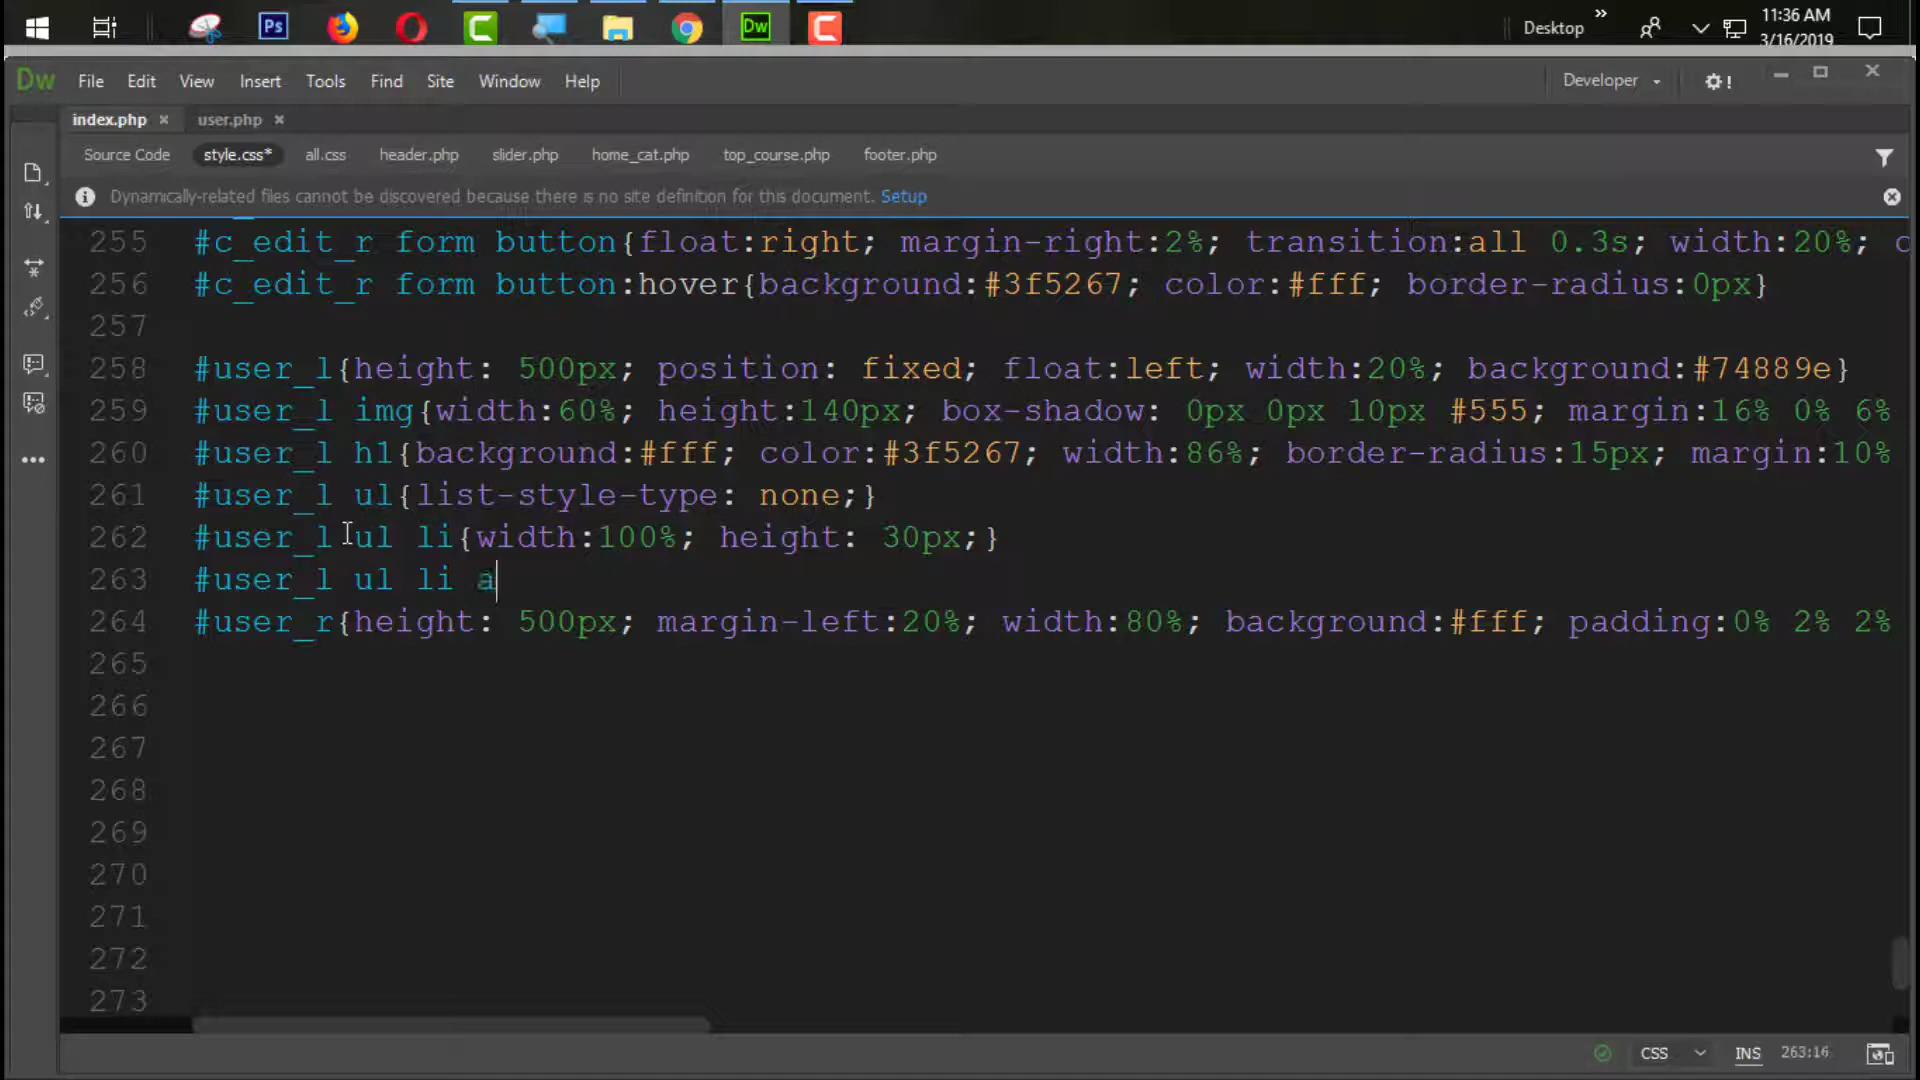 Ps
Dw
Desktop
»
11:36 AM
3/16/2019
Dw File Edit View Insert Tools Find Site Window Help
Developer
index.php × user.php ×
Source Code style.css* all.css header.php slider.php home_cat.php top_course.php footer.php
Dynamically-related files cannot be discovered because there is no site definition for this document. Setup
255 #c_edit_r form button{float:right; margin-right:2%; transition:all 0.3s; width:20%; c
256 #c_edit_r form button:hover{background:#3f5267; color:#fff; border-radius:0px}
257
258 #user_l{height: 500px; position: fixed; float:left; width:20%; background:#74889e}
259 #user_l img{width:60%; height:140px; box-shadow: 0px 0px 10px #555; margin:16% 0% 6%
260 #user_l h1{background:#fff; color:#3f5267; width:86%; border-radius:15px; margin:10%
261 #user_l ul{list-style-type: none;}
262 #user_l ul li{width:100%; height: 30px;}
263 #user_l ul li a
264 #user_r{height: 500px; margin-left:20%; width:80%; background:#fff; padding:0% 2% 2%
265
266
267
268
269
270
271
272
273
CSS INS 263:16